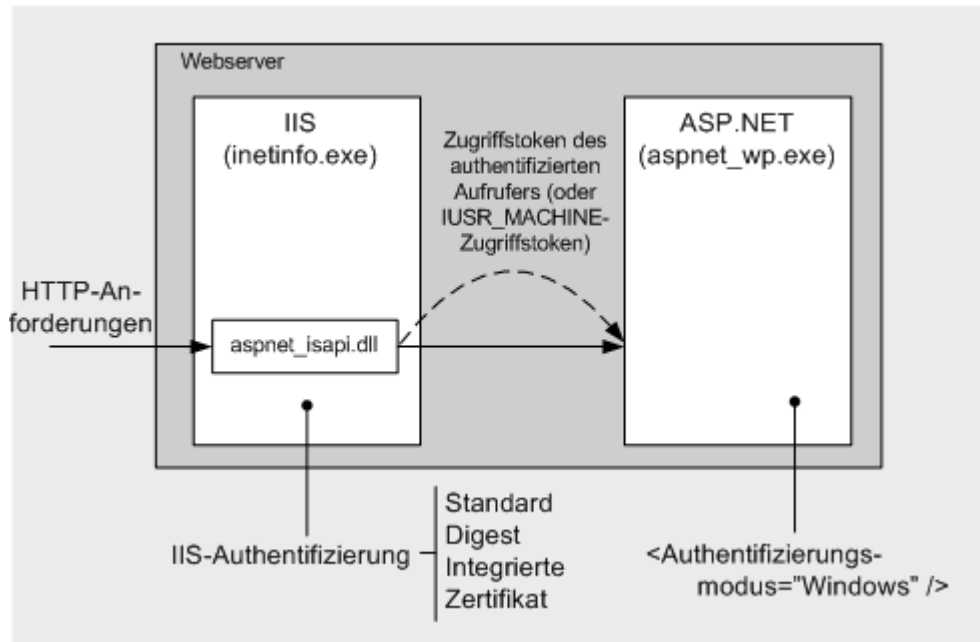 Webserver
IIS
(inetinfo.exe)
Zugriffstoken des
authentifizierten
Aufrufers (oder
IUSR_MACHINE-
Zugriffstoken)
ASP.NET
(aspnet_wp.exe)
HTTP-An-
forderungen
aspnet_isapi.dll
IIS-Authentifizierung
Standard
Digest
Integrierte
Zertifikat
<Authentifizierungs-
modus="Windows" />